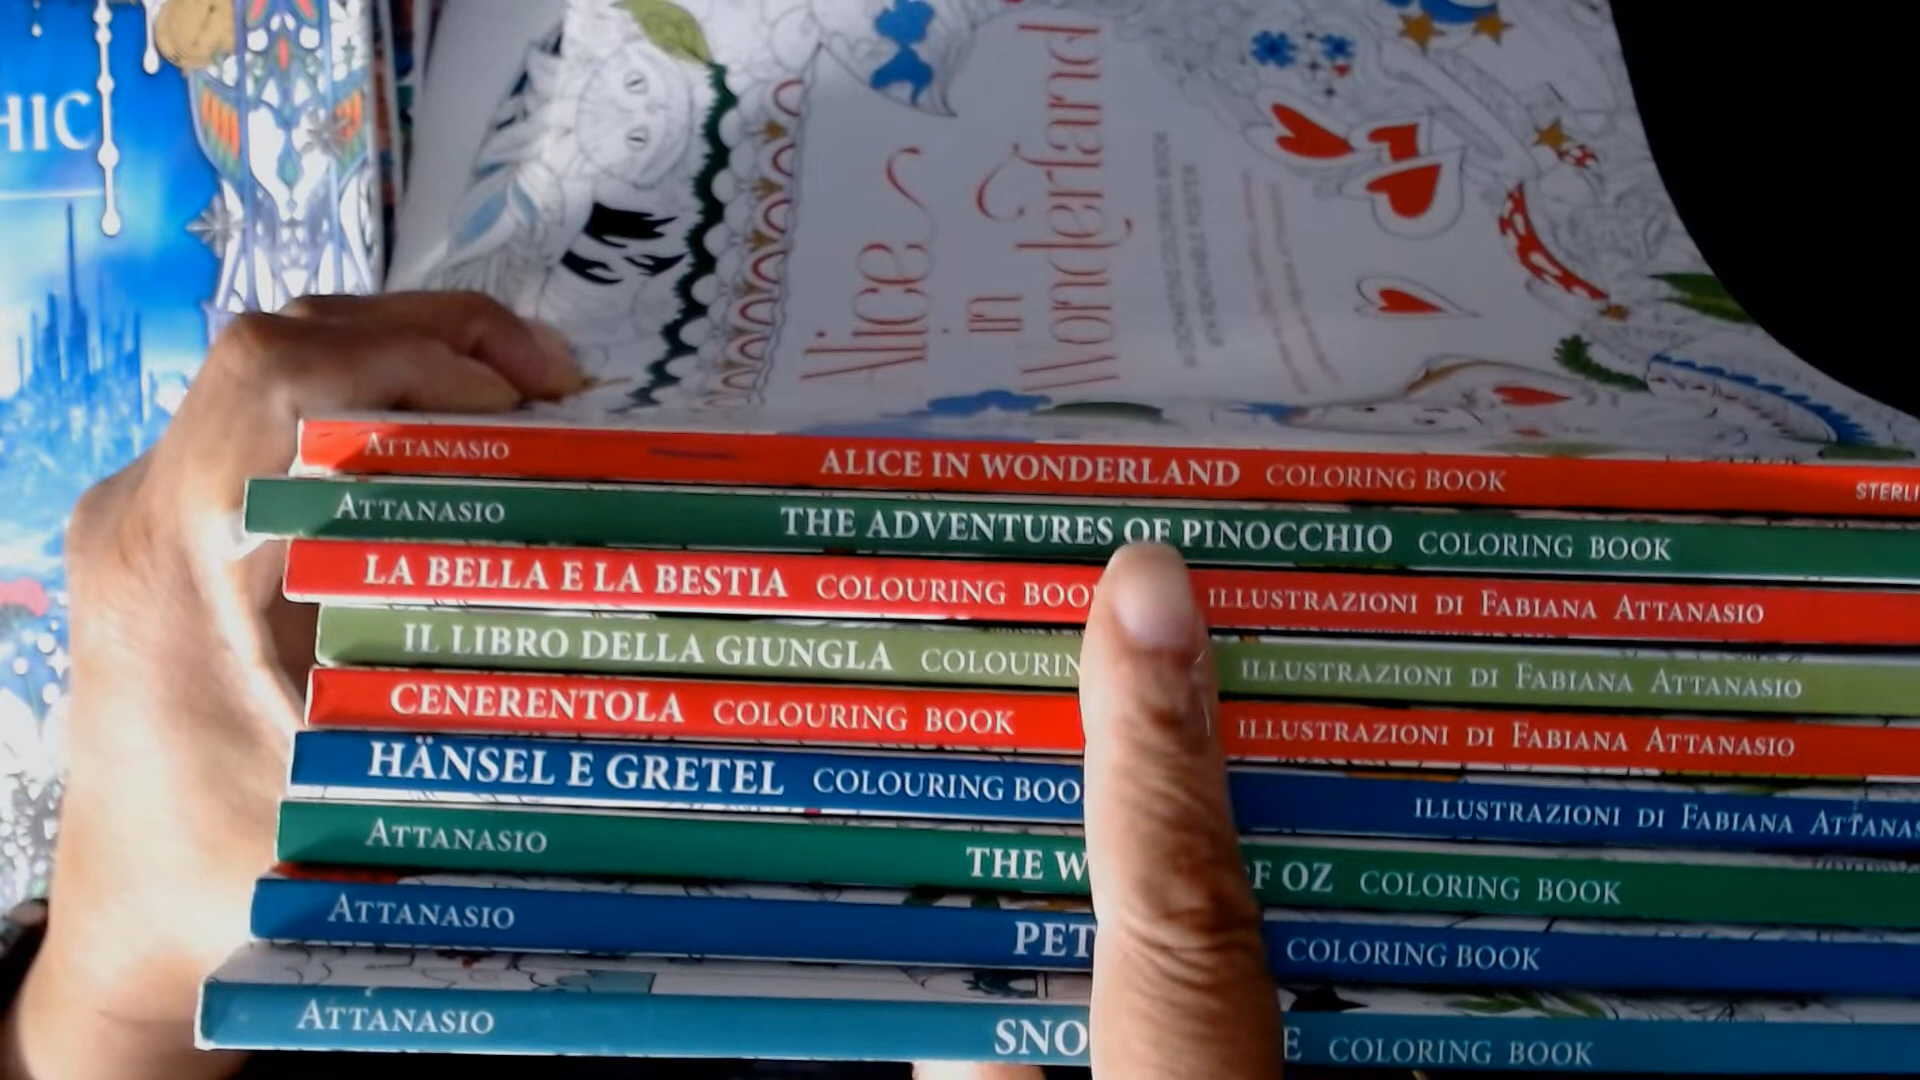 HIC
Alice
in
Wonderland
ATTANASIO ALICE IN WONDERLAND COLORING BOOK STERLI
ATTANASIO THE ADVENTURES OF PINOCCHIO COLORING BOOK
LA BELLA E LA BESTIA COLOURING BOO ILLUSTRAZIONI DI FABIANA ATTANASIO
IL LIBRO DELLA GIUNGLA COLOURIN ILLUSTRAZIONI DI FABIANA ATTANASIO
CENERENTOLA COLOURING BOOK ILLUSTRAZIONI DI FABIANA ATTANASIO
HÄNSEL E GRETEL COLOURING BOO ILLUSTRAZIONI DI FABIANA ATTANAS
ATTANASIO THE W F OZ COLORING BOOK
ATTANASIO PET COLORING BOOK
ATTANASIO SNO E COLORING BOOK